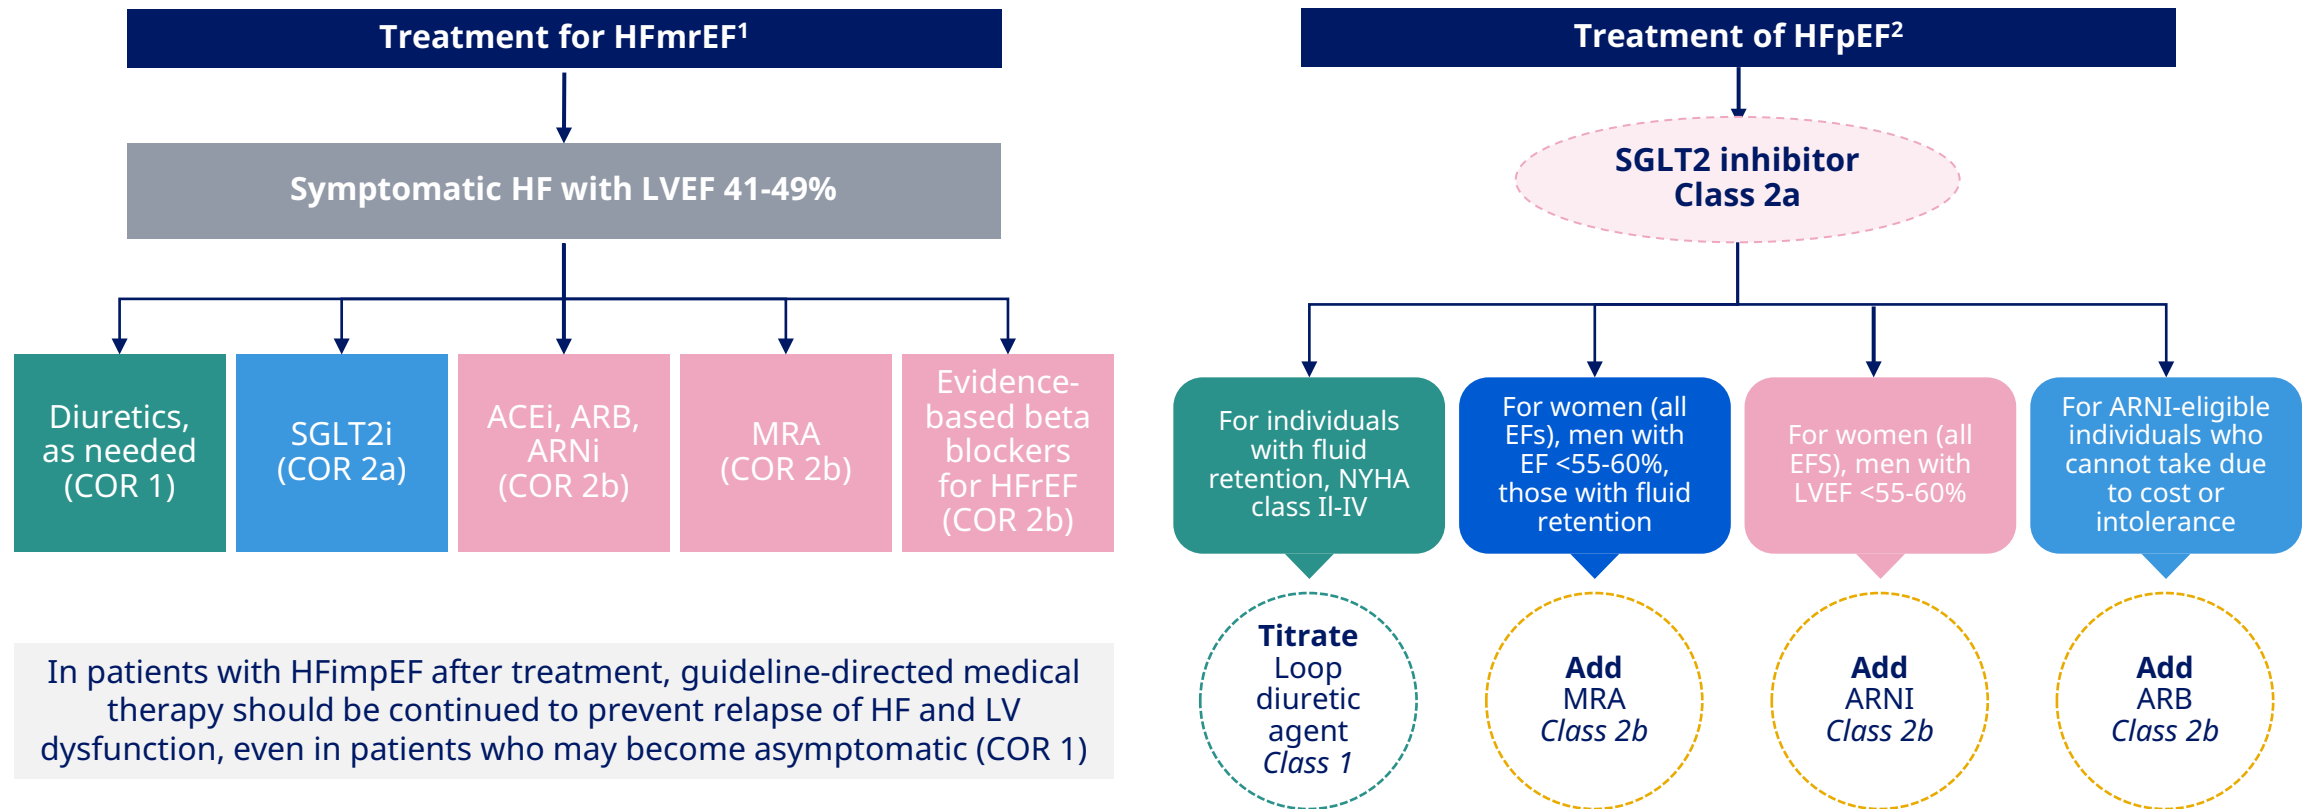 Treatment for HFmrEF¹
Symptomatic HF with LVEF 41-49%
Diuretics,
as needed
(COR 1)
SGLT2i
(COR 2a)
ACEi, ARB,
ARNi
(COR 2b)
MRA
(COR 2b)
Evidence-
based beta
blockers
for HFrEF
(COR 2b)
In patients with HFimpEF after treatment, guideline-directed medical
therapy should be continued to prevent relapse of HF and LV
dysfunction, even in patients who may become asymptomatic (COR 1)
Treatment of HFpEF²
SGLT2 inhibitor
Class 2a
For individuals
with fluid
retention, NYHA
class Il-IV
For women (all
EFs), men with
EF <55-60%,
those with fluid
retention
For women (all
EFS), men with
LVEF <55-60%
For ARNI-eligible
individuals who
cannot take due
to cost or
intolerance
Titrate
Loop
diuretic
agent
Class 1
Add
MRA
Class 2b
Add
ARNI
Class 2b
Add
ARB
Class 2b